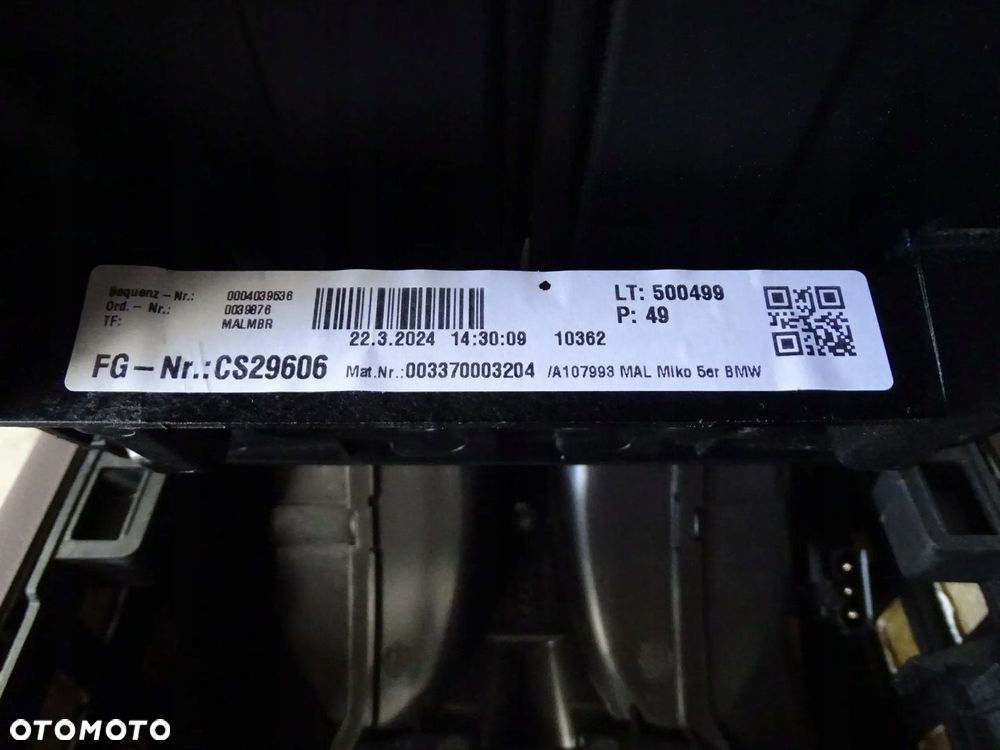 Sequenz - Nr.: 0004039636
Ord. - Nr.: 0039876
TF: MALMBR
22.3.2024 14:30:09 10362
LT: 500499
P: 49
FG - Nr.: CS29606 Mat.Nr.: 003370003204 /A107993 MAL Miko 5er BMW
OTOMOTO